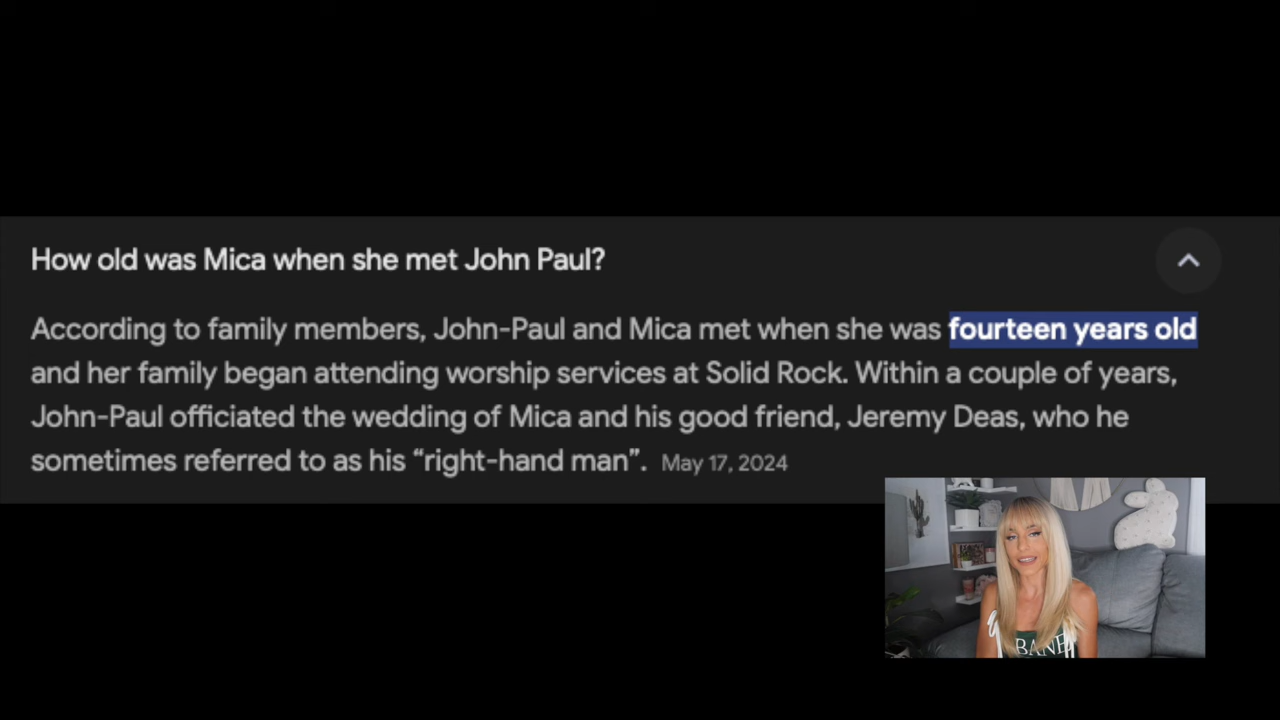 How old was Mica when she met John Paul?
According to family members, John-Paul and Mica met when she was fourteen years old
and her family began attending worship services at Solid Rock. Within a couple of years,
John-Paul officiated the wedding of Mica and his good friend, Jeremy Deas, who he
sometimes referred to as his “right-hand man”. May 17, 2024